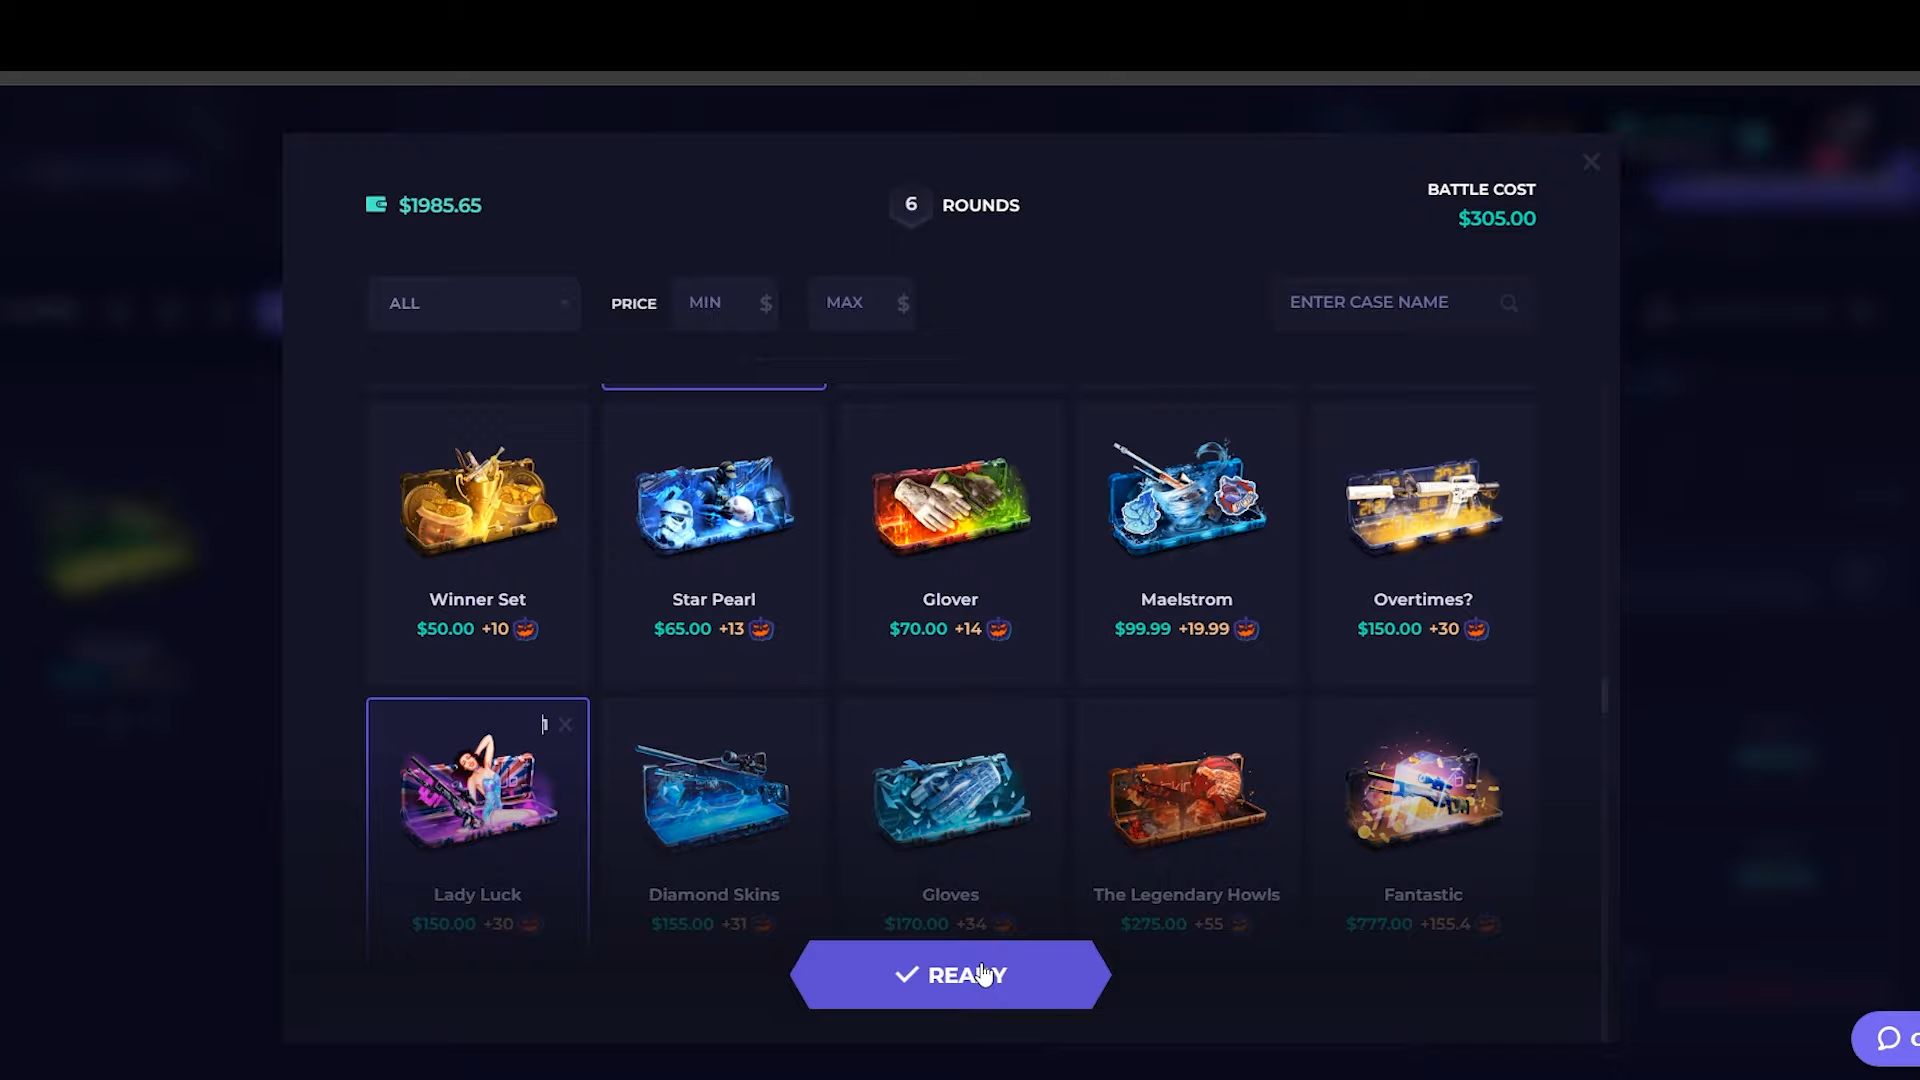 $1985.65
6 ROUNDS
BATTLE COST
$305.00
ALL
PRICE
MIN $
MAX $
ENTER CASE NAME
Winner Set
$50.00 +10
Star Pearl
$65.00 +13
Glover
$70.00 +14
Maelstrom
$99.99 +19.99
Overtimes?
$150.00 +30
1
Lady Luck
$150.00 +30
Diamond Skins
$155.00 +31
Gloves
$170.00 +34
The Legendary Howls
$275.00 +55
Fantastic
$777.00 +155.4
READY